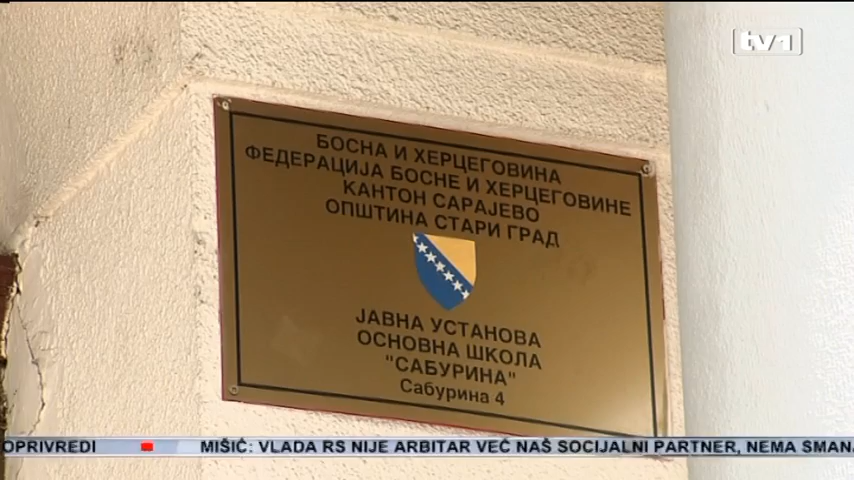 tv1
БОСНА И ХЕРЦЕГОВИНА
ФЕДЕРАЦИЈА БОСНЕ И ХЕРЦЕГОВИНЕ
КАНТОН САРАЈЕВО
ОПШТИНА СТАРИ ГРАД
ЈАВНА УСТАНОВА
ОСНОВНА ШКОЛА
"САБУРИНА"
Сабурина 4
OPRIVREDI MIŠIĆ: VLADA RS NIJE ARBITAR VEĆ NAŠ SOCIJALNI PARTNER, NEMA SMANJ